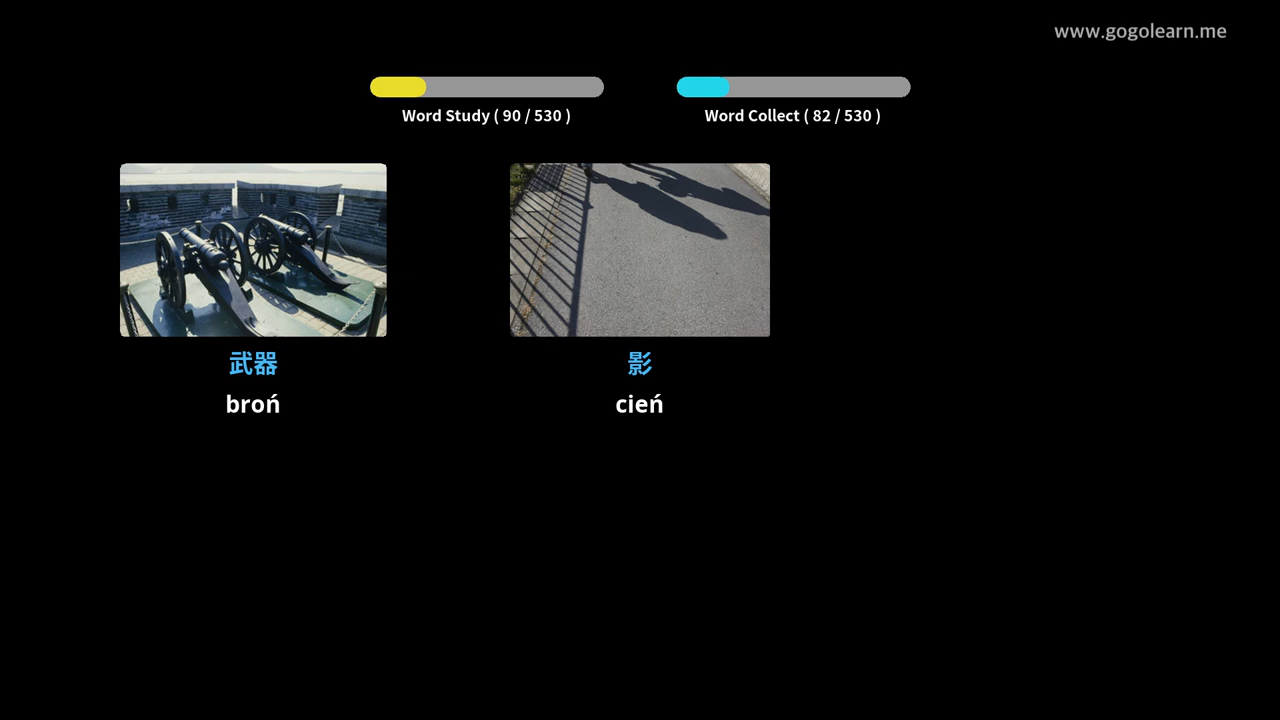 www.gogolearn.me
Word Study ( 90 / 530 )
Word Collect ( 82 / 530 )
武器
broń
影
cień